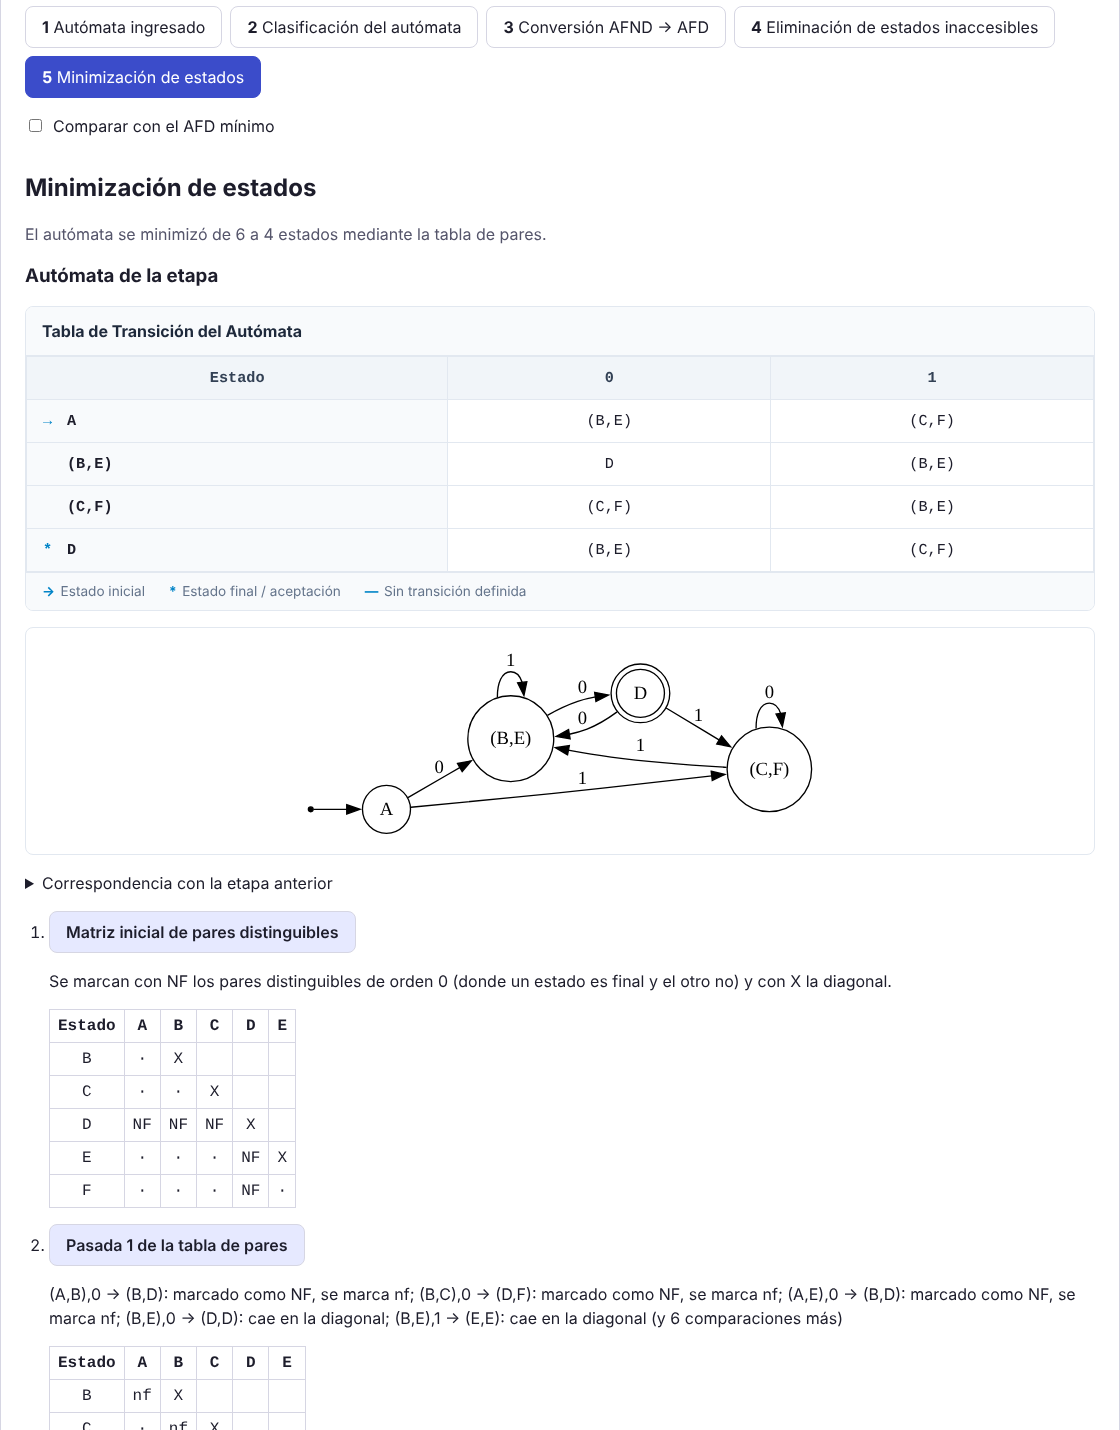 1 Autómata ingresado
2 Clasificación del autómata
3 Conversión AFND → AFD
4 Eliminación de estados inaccesibles
5 Minimización de estados
Comparar con el AFD mínimo
Minimización de estados
El autómata se minimizó de 6 a 4 estados mediante la tabla de pares.
Autómata de la etapa
Tabla de Transición del Autómata
Estado 0 1
→ A (B,E) (C,F)
(B,E) D (B,E)
(C,F) (C,F) (B,E)
* D (B,E) (C,F)
→ Estado inicial * Estado final / aceptación — Sin transición definida
1
0
D
0
0
1
(B,E)
1
(C,F)
0
1
A
▶ Correspondencia con la etapa anterior
1. Matriz inicial de pares distinguibles
Se marcan con NF los pares distinguibles de orden 0 (donde un estado es final y el otro no) y con X la diagonal.
Estado A B C D E
B · X
C · · X
D NF NF NF X
E · · · NF X
F · · · NF ·
2. Pasada 1 de la tabla de pares
(A,B),0 → (B,D): marcado como NF, se marca nf; (B,C),0 → (D,F): marcado como NF, se marca nf; (A,E),0 → (B,D): marcado como NF, se
marca nf; (B,E),0 → (D,D): cae en la diagonal; (B,E),1 → (E,E): cae en la diagonal (y 6 comparaciones más)
Estado A B C D E
B nf X
C · nf X